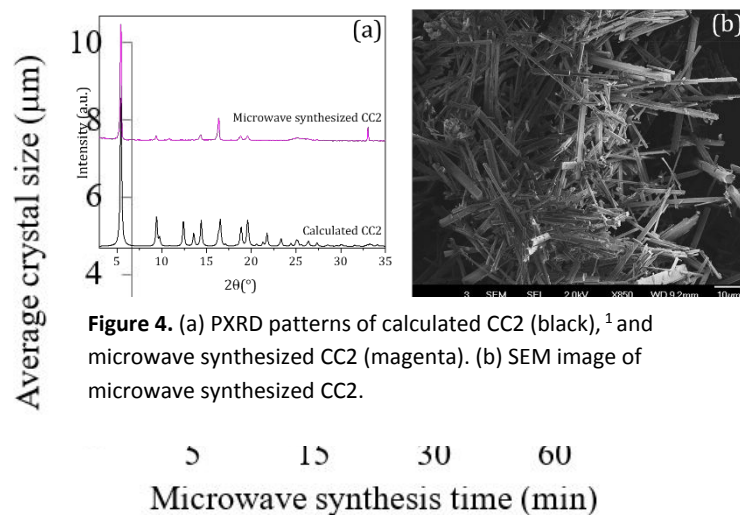 Average crystal size (μm)
10
8
6
4
(a)
Intensity (a.u.)
Microwave synthesized CC2
Calculated CC2
5 10 15 20 25 30 35
2θ(°)
(b)
3 SEM SEI 2.0kV X850 WD 9.2mm 10μm
Figure 4. (a) PXRD patterns of calculated CC2 (black), ¹ and
microwave synthesized CC2 (magenta). (b) SEM image of
microwave synthesized CC2.
5 15 30 60
Microwave synthesis time (min)